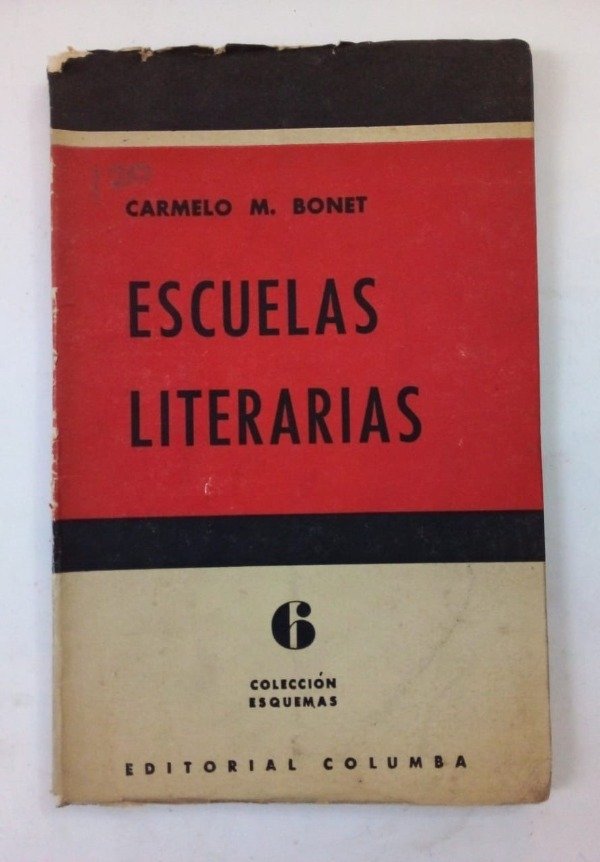 CARMELO M. BONET
ESCUELAS
LITERARIAS
6
COLECCIÓN
ESQUEMAS
EDITORIAL COLUMBA